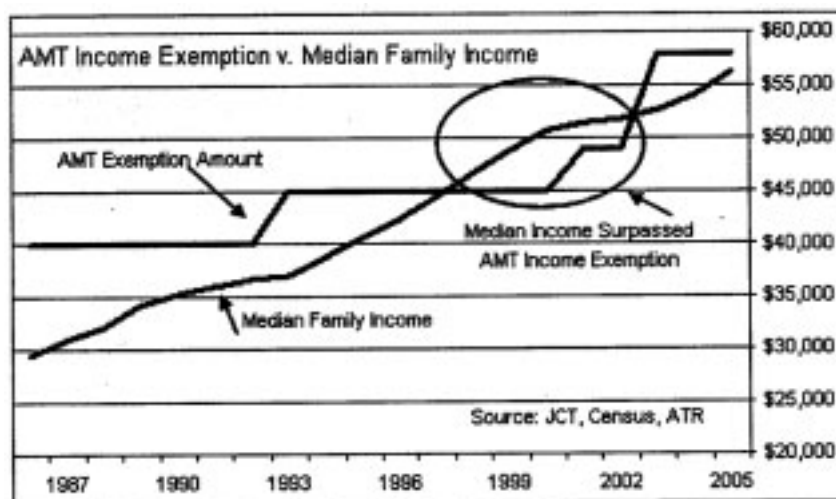 AMT Income Exemption v. Median Family Income
$60,000
$55,000
$50,000
$45,000
$40,000
$35,000
$30,000
$25,000
$20,000
AMT Exemption Amount
Median Income Surpassed
AMT Income Exemption
Median Family Income
Source: JCT, Census, ATR
1987 1990 1993 1996 1999 2002 2005